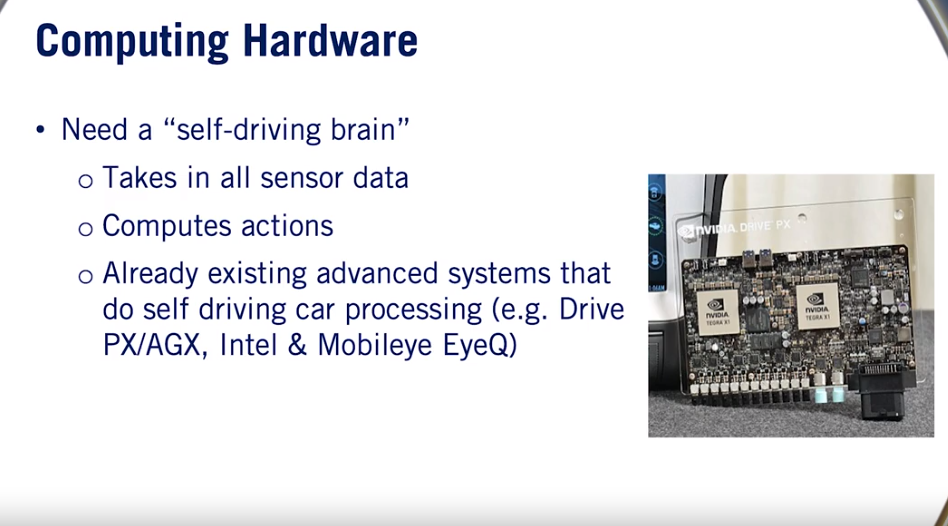 Computing Hardware
• Need a “self-driving brain”
o Takes in all sensor data
o Computes actions
o Already existing advanced systems that
do self driving car processing (e.g. Drive
PX/AGX, Intel & Mobileye EyeQ)
NVIDIA. DRIVE PX
NVIDIA.
TEGRA X1
NVIDIA.
TEGRA X1